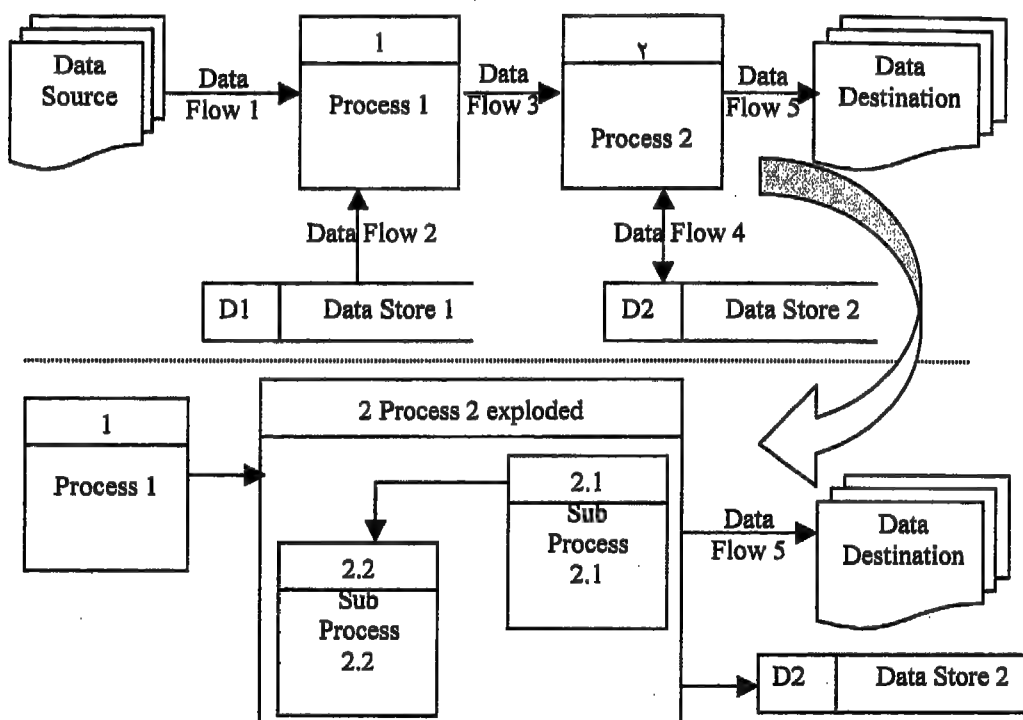 Data
Source
Data
Flow 1
1
Process 1
Data
Flow 3
٢
Process 2
Data
Flow 5
Data
Destination
Data Flow 2
Data Flow 4
D1
Data Store 1
D2
Data Store 2
1
Process 1
2 Process 2 exploded
2.1
Sub
Process
2.1
2.2
Sub
Process
2.2
Data
Flow 5
Data
Destination
D2
Data Store 2